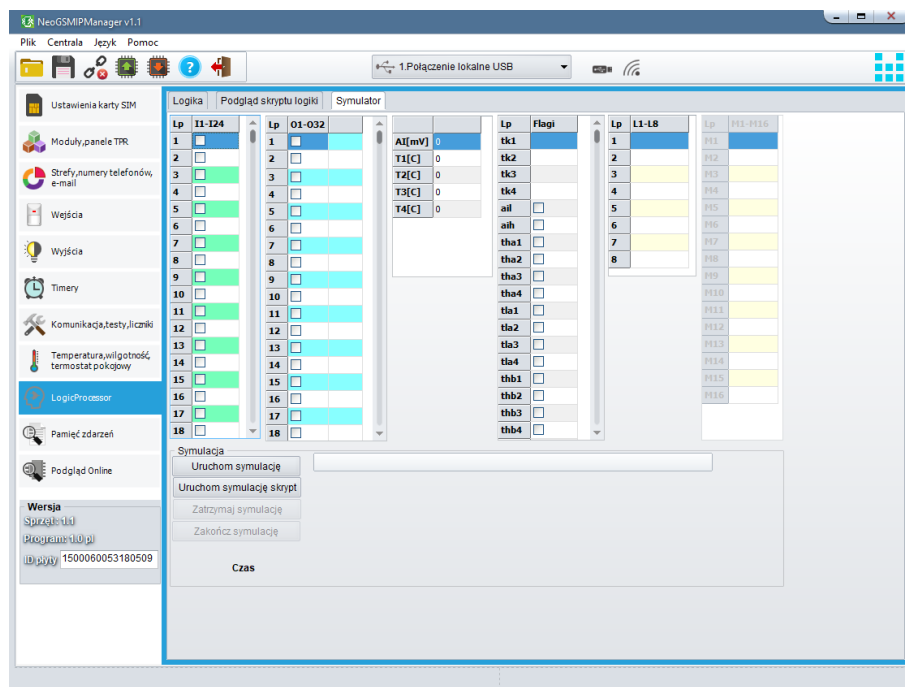 NeoGSMIPManager v1.1
Plik Centrala Język Pomoc
1.Połączenie lokalne USB
Ustawienia karty SIM
Moduły,panele TPR
Strefy,numery telefonów,
e-mail
Wejścia
Wyjścia
Timery
Komunikacja,testy,liczniki
Temperatura,wilgotność,
termostat pokojowy
LogicProcessor
Pamięć zdarzeń
Podgląd Online
Wersja
Sprzęt: 1.1
Program: 1.0 pl
ID płyty 1500060053180509
Logika Podgląd skryptu logiki Symulator
Lp I1-I24
1
2
3
4
5
6
7
8
9
10
11
12
13
14
15
16
17
18
Lp O1-O32
1
2
3
4
5
6
7
8
9
10
11
12
13
14
15
16
17
18
AI[mV] 0
T1[C] 0
T2[C] 0
T3[C] 0
T4[C] 0
Lp Flagi
tk1
tk2
tk3
tk4
ail
aih
tha1
tha2
tha3
tha4
tla1
tla2
tla3
tla4
thb1
thb2
thb3
thb4
Lp L1-L8
1
2
3
4
5
6
7
8
Lp M1-M16
M1
M2
M3
M4
M5
M6
M7
M8
M9
M10
M11
M12
M13
M14
M15
M16
Symulacja
Uruchom symulację
Uruchom symulację skrypt
Zatrzymaj symulację
Zakończ symulację
Czas